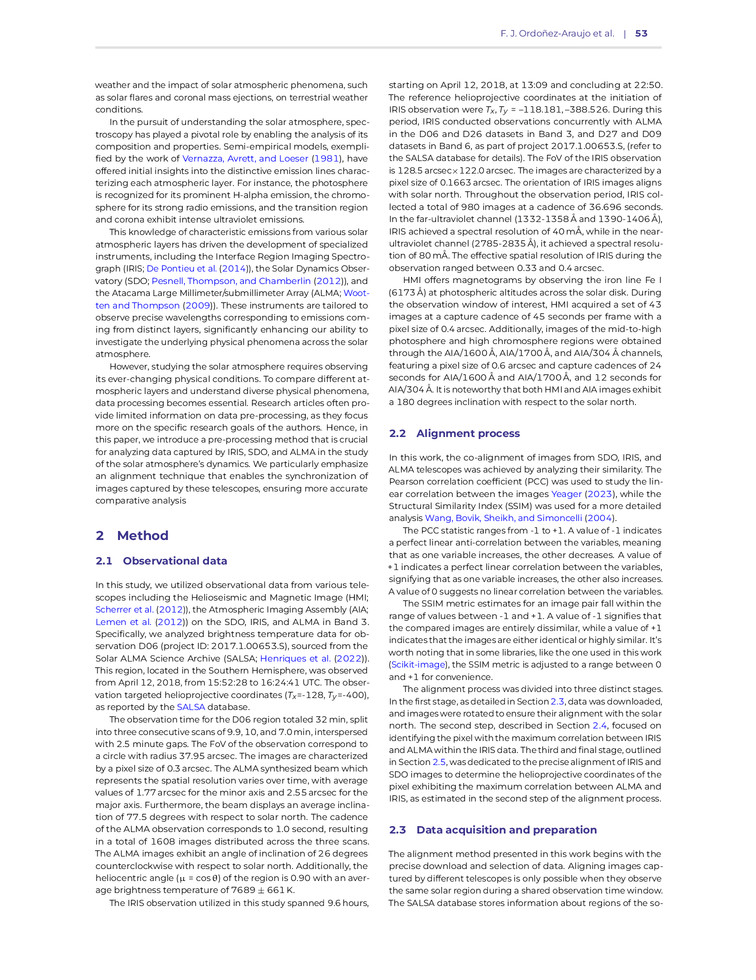 F. J. Ordoñez-Araujo et al. | 53
weather and the impact of solar atmospheric phenomena, such
as solar flares and coronal mass ejections, on terrestrial weather
conditions.
In the pursuit of understanding the solar atmosphere, spec-
troscopy has played a pivotal role by enabling the analysis of its
composition and properties. Semi-empirical models, exempli-
fied by the work of Vernazza, Avrett, and Loeser (1981), have
offered initial insights into the distinctive emission lines charac-
terizing each atmospheric layer. For instance, the photosphere
is recognized for its prominent H-alpha emission, the chromo-
sphere for its strong radio emissions, and the transition region
and corona exhibit intense ultraviolet emissions.
This knowledge of characteristic emissions from various solar
atmospheric layers has driven the development of specialized
instruments, including the Interface Region Imaging Spectro-
graph (IRIS; De Pontieu et al. (2014)), the Solar Dynamics Obser-
vatory (SDO; Pesnell, Thompson, and Chamberlin (2012)), and
the Atacama Large Millimeter/submillimeter Array (ALMA; Woot-
ten and Thompson (2009)). These instruments are tailored to
observe precise wavelengths corresponding to emissions com-
ing from distinct layers, significantly enhancing our ability to
investigate the underlying physical phenomena across the solar
atmosphere.
However, studying the solar atmosphere requires observing
its ever-changing physical conditions. To compare different at-
mospheric layers and understand diverse physical phenomena,
data processing becomes essential. Research articles often pro-
vide limited information on data pre-processing, as they focus
more on the specific research goals of the authors. Hence, in
this paper, we introduce a pre-processing method that is crucial
for analyzing data captured by IRIS, SDO, and ALMA in the study
of the solar atmosphere's dynamics. We particularly emphasize
an alignment technique that enables the synchronization of
images captured by these telescopes, ensuring more accurate
comparative analysis
2 Method
2.1 Observational data
In this study, we utilized observational data from various tele-
scopes including the Helioseismic and Magnetic Image (HMI;
Scherrer et al. (2012)), the Atmospheric Imaging Assembly (AIA;
Lemen et al. (2012)) on the SDO, IRIS, and ALMA in Band 3.
Specifically, we analyzed brightness temperature data for ob-
servation D06 (project ID: 2017.1.00653.S), sourced from the
Solar ALMA Science Archive (SALSA; Henriques et al. (2022)).
This region, located in the Southern Hemisphere, was observed
from April 12, 2018, from 15:52:28 to 16:24:41 UTC. The obser-
vation targeted helioprojective coordinates (Tx=-128, Ty=-400),
as reported by the SALSA database.
The observation time for the D06 region totaled 32 min, split
into three consecutive scans of 9.9, 10, and 7.0 min, interspersed
with 2.5 minute gaps. The FoV of the observation correspond to
a circle with radius 37.95 arcsec. The images are characterized
by a pixel size of 0.3 arcsec. The ALMA synthesized beam which
represents the spatial resolution varies over time, with average
values of 1.77 arcsec for the minor axis and 2.55 arcsec for the
major axis. Furthermore, the beam displays an average inclina-
tion of 77.5 degrees with respect to solar north. The cadence
of the ALMA observation corresponds to 1.0 second, resulting
in a total of 1608 images distributed across the three scans.
The ALMA images exhibit an angle of inclination of 26 degrees
counterclockwise with respect to solar north. Additionally, the
heliocentric angle (μ = cos θ) of the region is 0.90 with an aver-
age brightness temperature of 7689 ± 661 K.
The IRIS observation utilized in this study spanned 9.6 hours,
starting on April 12, 2018, at 13:09 and concluding at 22:50.
The reference helioprojective coordinates at the initiation of
IRIS observation were Tx, Ty = –118.181, –388.526. During this
period, IRIS conducted observations concurrently with ALMA
in the D06 and D26 datasets in Band 3, and D27 and D09
datasets in Band 6, as part of project 2017.1.00653.S, (refer to
the SALSA database for details). The FoV of the IRIS observation
is 128.5 arcsec×122.0 arcsec. The images are characterized by a
pixel size of 0.1663 arcsec. The orientation of IRIS images aligns
with solar north. Throughout the observation period, IRIS col-
lected a total of 980 images at a cadence of 36.696 seconds.
In the far-ultraviolet channel (1332-1358 Å and 1390-1406 Å),
IRIS achieved a spectral resolution of 40 mÅ, while in the near-
ultraviolet channel (2785-2835 Å), it achieved a spectral resolu-
tion of 80 mÅ. The effective spatial resolution of IRIS during the
observation ranged between 0.33 and 0.4 arcsec.
HMI offers magnetograms by observing the iron line Fe I
(6173 Å) at photospheric altitudes across the solar disk. During
the observation window of interest, HMI acquired a set of 43
images at a capture cadence of 45 seconds per frame with a
pixel size of 0.4 arcsec. Additionally, images of the mid-to-high
photosphere and high chromosphere regions were obtained
through the AIA/1600 Å, AIA/1700 Å, and AIA/304 Å channels,
featuring a pixel size of 0.6 arcsec and capture cadences of 24
seconds for AIA/1600 Å and AIA/1700 Å, and 12 seconds for
AIA/304 Å. It is noteworthy that both HMI and AIA images exhibit
a 180 degrees inclination with respect to the solar north.
2.2 Alignment process
In this work, the co-alignment of images from SDO, IRIS, and
ALMA telescopes was achieved by analyzing their similarity. The
Pearson correlation coefficient (PCC) was used to study the lin-
ear correlation between the images Yeager (2023), while the
Structural Similarity Index (SSIM) was used for a more detailed
analysis Wang, Bovik, Sheikh, and Simoncelli (2004).
The PCC statistic ranges from -1 to +1. A value of -1 indicates
a perfect linear anti-correlation between the variables, meaning
that as one variable increases, the other decreases. A value of
+1 indicates a perfect linear correlation between the variables,
signifying that as one variable increases, the other also increases.
A value of 0 suggests no linear correlation between the variables.
The SSIM metric estimates for an image pair fall within the
range of values between -1 and +1. A value of -1 signifies that
the compared images are entirely dissimilar, while a value of +1
indicates that the images are either identical or highly similar. It's
worth noting that in some libraries, like the one used in this work
(Scikit-image), the SSIM metric is adjusted to a range between 0
and +1 for convenience.
The alignment process was divided into three distinct stages.
In the first stage, as detailed in Section 2.3, data was downloaded,
and images were rotated to ensure their alignment with the solar
north. The second step, described in Section 2.4, focused on
identifying the pixel with the maximum correlation between IRIS
and ALMA within the IRIS data. The third and final stage, outlined
in Section 2.5, was dedicated to the precise alignment of IRIS and
SDO images to determine the helioprojective coordinates of the
pixel exhibiting the maximum correlation between ALMA and
IRIS, as estimated in the second step of the alignment process.
2.3 Data acquisition and preparation
The alignment method presented in this work begins with the
precise download and selection of data. Aligning images cap-
tured by different telescopes is only possible when they observe
the same solar region during a shared observation time window.
The SALSA database stores information about regions of the so-